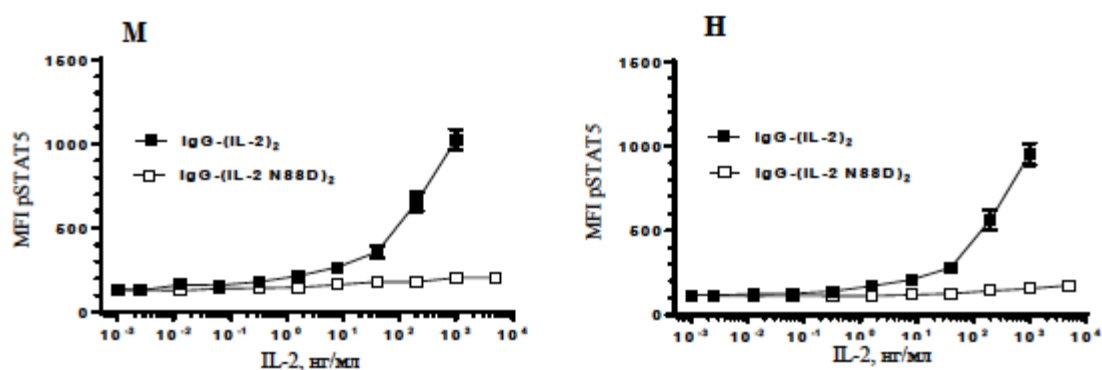 M
1500
1000
500
0
MFI pSTAT5
IgG-(IL-2)₂
IgG-(IL-2 N88D)₂
10⁻³ 10⁻² 10⁻¹ 10⁰ 10¹ 10² 10³ 10⁴
IL-2, нг/мл
H
1500
1000
500
0
MFI pSTAT5
IgG-(IL-2)₂
IgG-(IL-2 N88D)₂
10⁻³ 10⁻² 10⁻¹ 10⁰ 10¹ 10² 10³ 10⁴
IL-2, нг/мл